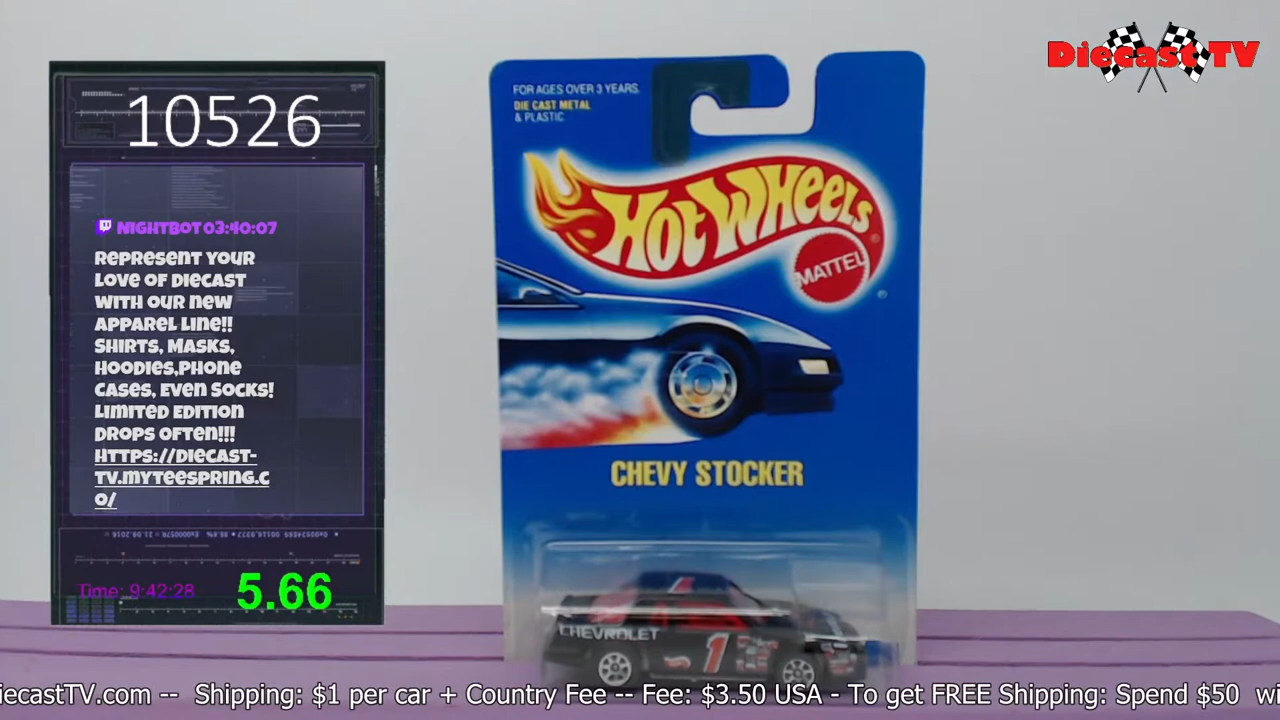 Diecast TV
10526
NIGHTBOT 03:40:07
REPRESENT YOUR
LOVE OF DIECAST
WITH OUR NEW
APPAREL LINE!!
SHIRTS, MASKS,
HOODIES,PHONE
CASES, EVEN SOCKS!
LIMITED EDITION
DROPS OFTEN!!!
HTTPS://DIECAST-
TV.MYTEESPRING.C
O/
Time: 9:42:28
5.66
FOR AGES OVER 3 YEARS.
DIE CAST METAL
& PLASTIC
HOT WHEELS
®
MATTEL
®
CHEVY STOCKER
CHEVROLET
1
iecastTV.com -- Shipping: $1 per car + Country Fee -- Fee: $3.50 USA - To get FREE Shipping: Spend $50 wi